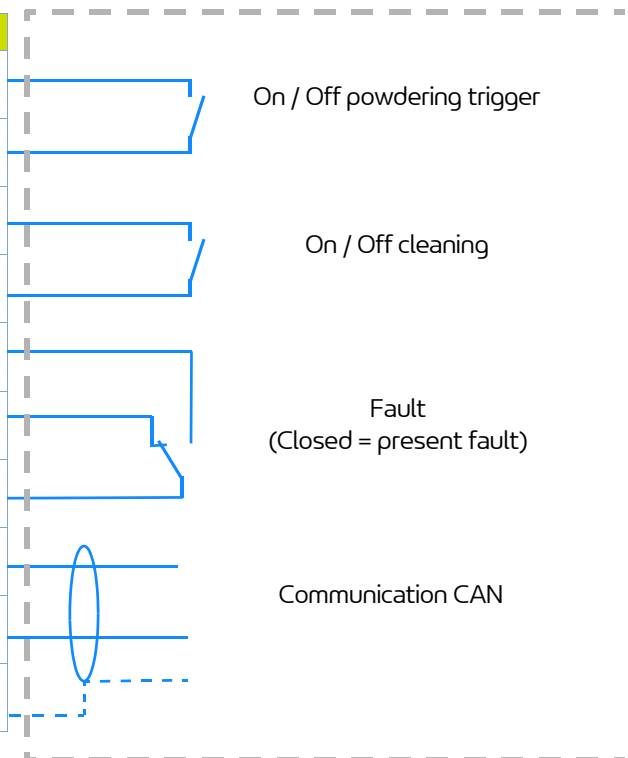 On / Off powdering trigger
On / Off cleaning
Fault
(Closed = present fault)
Communication CAN